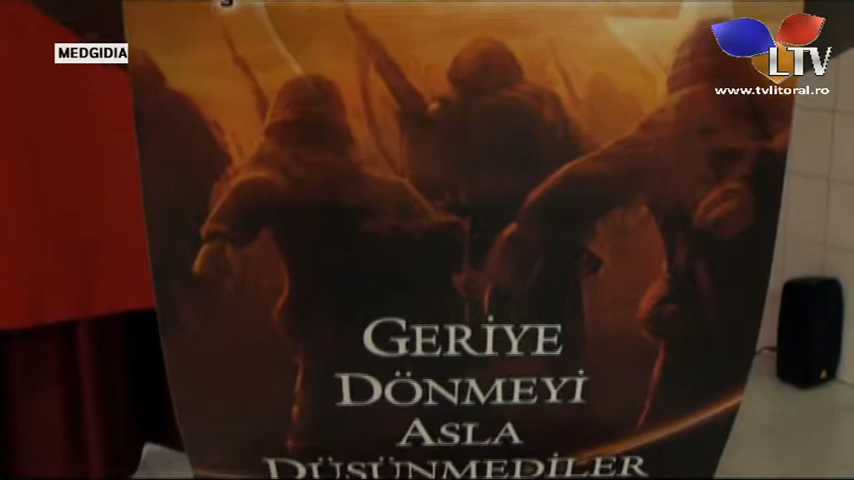 MEDGIDIA
LTV
www.tvlitoral.ro
GERİYE
DÖNMEYİ
ASLA
DÜŞÜNMEDİLER